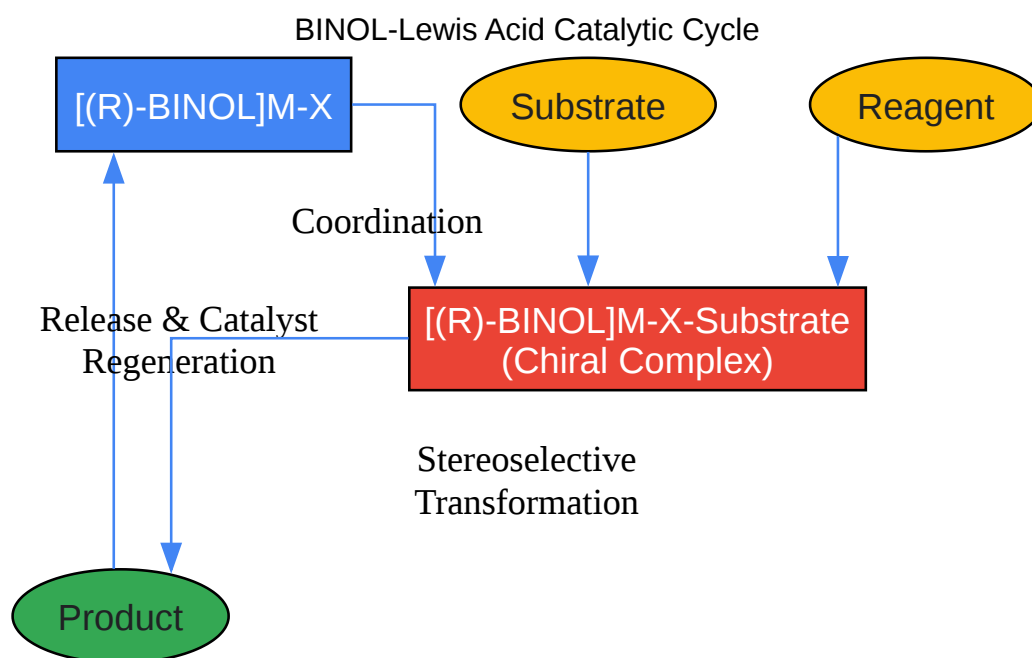 BINOL-Lewis Acid Catalytic Cycle
[(R)-BINOL]M-X
Substrate
Reagent
Coordination
[(R)-BINOL]M-X-Substrate
(Chiral Complex)
Release & Catalyst
Regeneration
Stereoselective
Transformation
Product